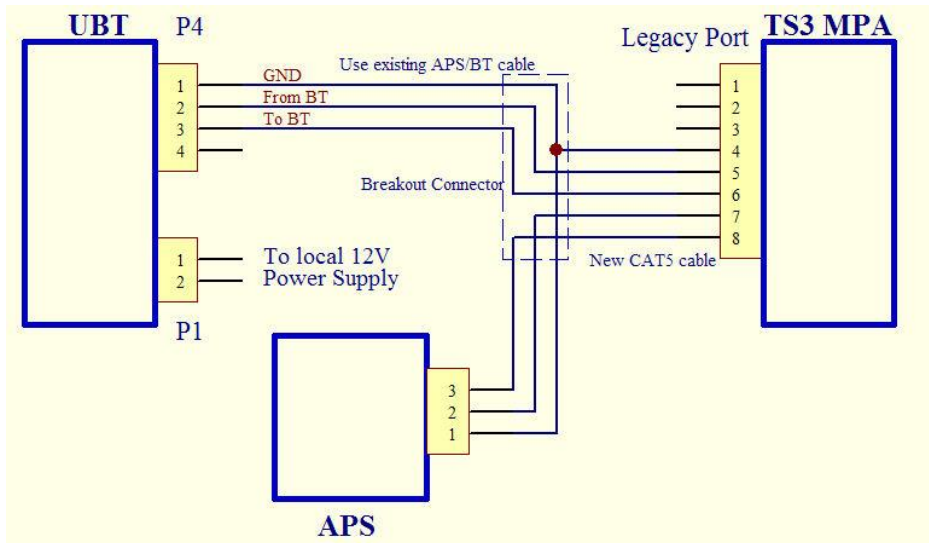 UBT
P4
TS3 MPA
Legacy Port
Use existing APS/BT cable
GND
1
From BT
2
To BT
3
4
1
2
3
4
5
6
7
8
Breakout Connector
New CAT5 cable
1
2
To local 12V
Power Supply
P1
3
2
1
APS